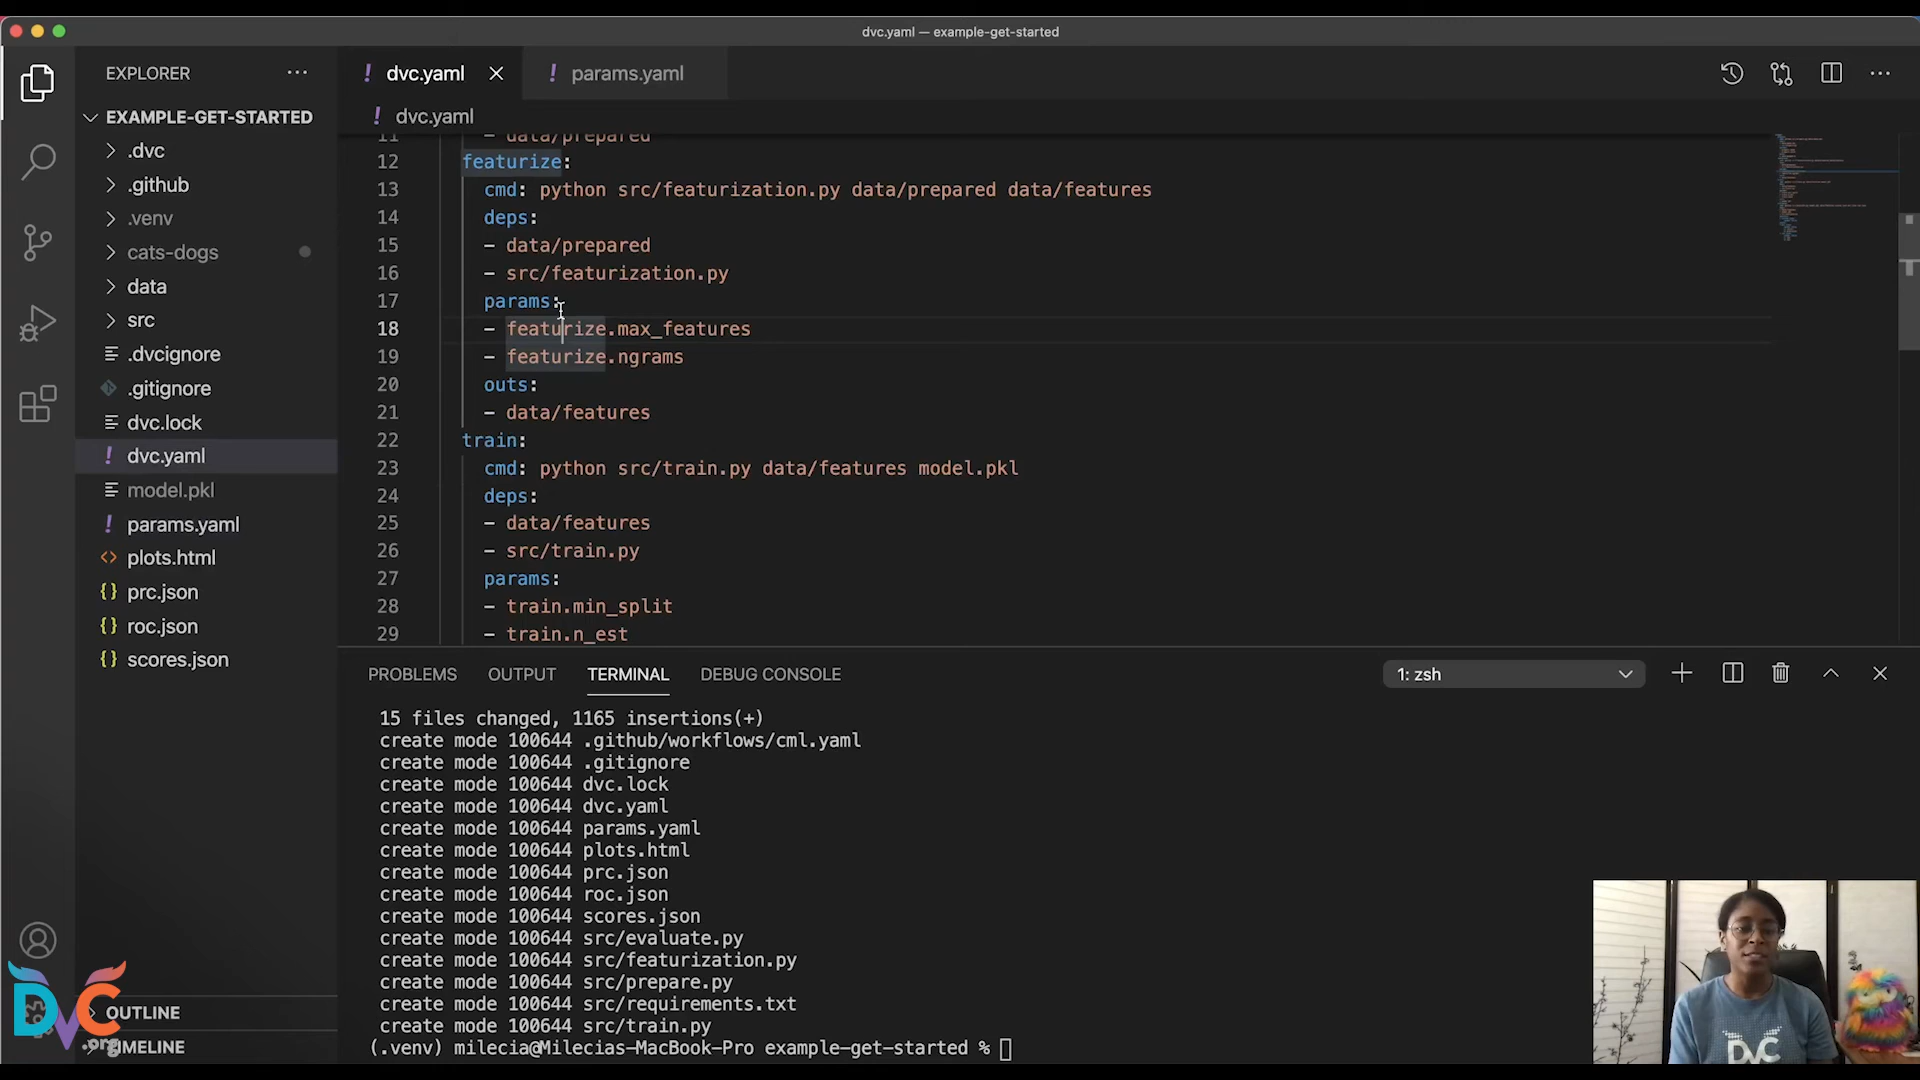 dvc.yaml — example-get-started
EXPLORER
EXAMPLE-GET-STARTED
.dvc
.github
.venv
cats-dogs
data
src
.dvcignore
.gitignore
dvc.lock
dvc.yaml
model.pkl
params.yaml
plots.html
prc.json
roc.json
scores.json
OUTLINE
TIMELINE
dvc.yaml
params.yaml
dvc.yaml
11 - data/prepared
12 featurize:
13 cmd: python src/featurization.py data/prepared data/features
14 deps:
15 - data/prepared
16 - src/featurization.py
17 params:
18 - featurize.max_features
19 - featurize.ngrams
20 outs:
21 - data/features
22 train:
23 cmd: python src/train.py data/features model.pkl
24 deps:
25 - data/features
26 - src/train.py
27 params:
28 - train.min_split
29 - train.n_est
PROBLEMS OUTPUT TERMINAL DEBUG CONSOLE 1: zsh
15 files changed, 1165 insertions(+)
create mode 100644 .github/workflows/cml.yaml
create mode 100644 .gitignore
create mode 100644 dvc.lock
create mode 100644 dvc.yaml
create mode 100644 params.yaml
create mode 100644 plots.html
create mode 100644 prc.json
create mode 100644 roc.json
create mode 100644 scores.json
create mode 100644 src/evaluate.py
create mode 100644 src/featurization.py
create mode 100644 src/prepare.py
create mode 100644 src/requirements.txt
create mode 100644 src/train.py
(.venv) milecia@Milecias-MacBook-Pro example-get-started %
DVC
.org
DVC